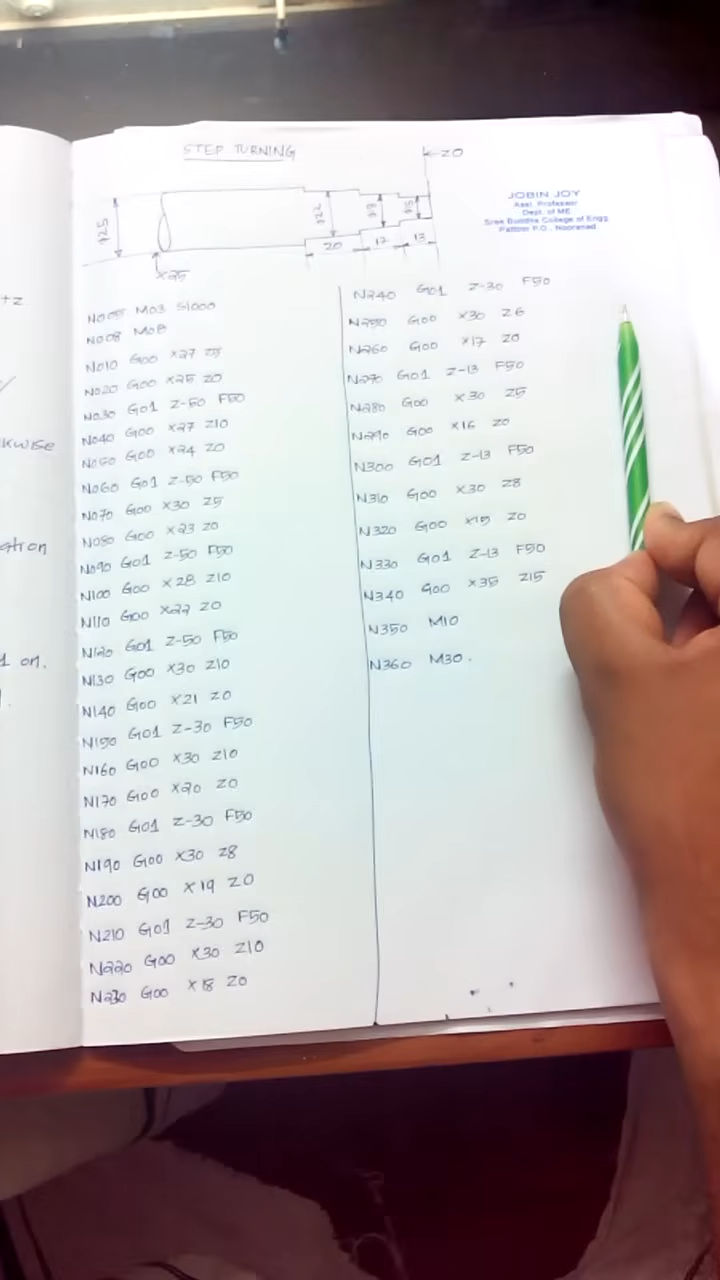 STEP TURNING
Z0
JOBIN JOY
Asst. Professor
Dept. of ME
Sree Buddha College of Engg.
Pattoor P.O., Nooranad
20
17
13
X25
+z
kwise
on.
N005 M03 S1000
N008 M08
N010 G00 X27 Z5
N020 G00 X25 Z0
N030 G01 Z-50 F50
N040 G00 X27 Z10
N050 G00 X24 Z0
N060 G01 Z-50 F50
N070 G00 X30 Z5
N080 G00 X23 Z0
N090 G01 Z-50 F50
N100 G00 X28 Z10
N110 G00 X22 Z0
N120 G01 Z-50 F50
N130 G00 X30 Z10
N140 G00 X21 Z0
N150 G01 Z-30 F50
N160 G00 X30 Z10
N170 G00 X20 Z0
N180 G01 Z-30 F50
N190 G00 X30 Z8
N200 G00 X19 Z0
N210 G01 Z-30 F50
N220 G00 X30 Z10
N230 G00 X18 Z0
N240 G01 Z-30 F50
N250 G00 X30 Z6
N260 G00 X17 Z0
N270 G01 Z-13 F50
N280 G00 X30 Z5
N290 G00 X16 Z0
N300 G01 Z-13 F50
N310 G00 X30 Z8
N320 G00 X15 Z0
N330 G01 Z-13 F50
N340 G00 X35 Z15
N350 M10
N360 M30.